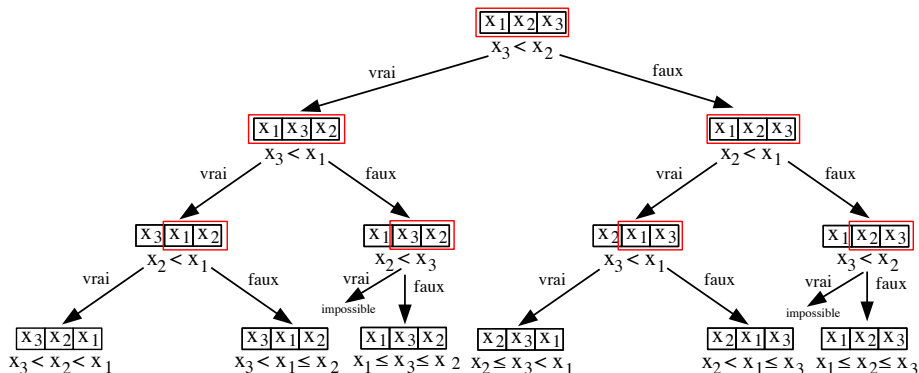 x₁ x₂ x₃
x₃ < x₂
vrai faux
x₁ x₃ x₂ x₁ x₂ x₃
x₃ < x₁ x₂ < x₁
vrai faux vrai faux
x₃ x₁ x₂ x₁ x₃ x₂ x₂ x₁ x₃ x₁ x₂ x₃
x₂ < x₁ x₂ < x₃ x₃ < x₁ x₃ < x₂
vrai faux vrai faux vrai faux vrai faux
impossible impossible
x₃ x₂ x₁ x₃ x₁ x₂ x₁ x₃ x₂ x₂ x₃ x₁ x₂ x₁ x₃ x₁ x₂ x₃
x₃ < x₂ < x₁ x₃ < x₁ ≤ x₂ x₁ ≤ x₃ ≤ x₂ x₂ ≤ x₃ < x₁ x₂ < x₁ ≤ x₃ x₁ ≤ x₂ ≤ x₃